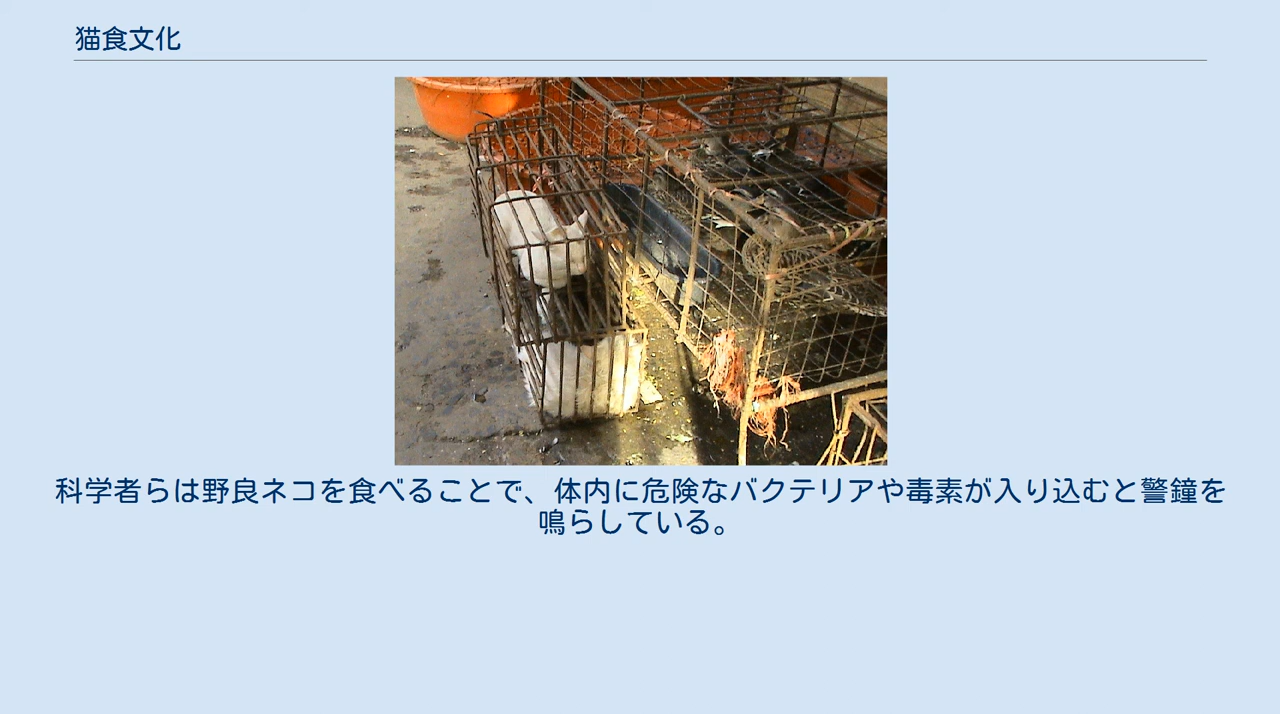 猫食文化
科学者らは野良ネコを食べることで、体内に危険なバクテリアや毒素が入り込むと警鐘を
鳴らしている。